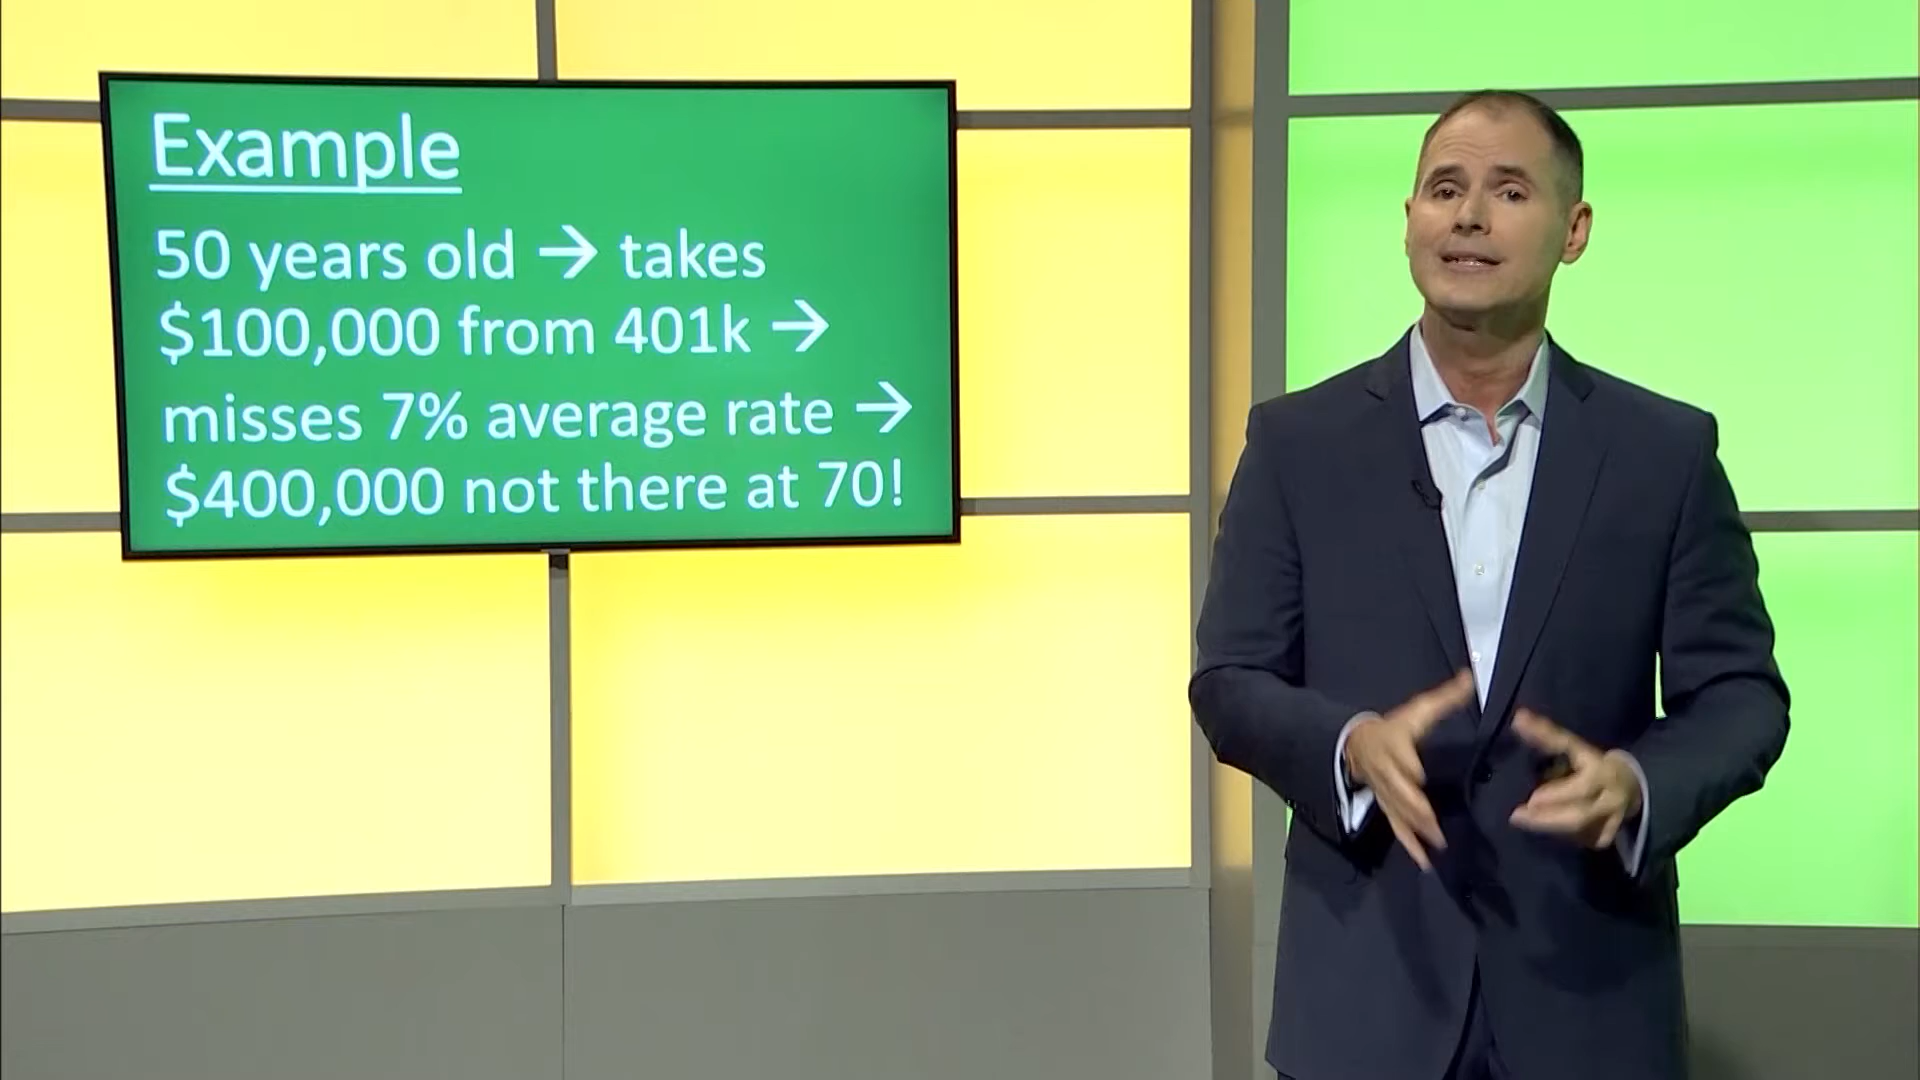 Example
50 years old → takes
$100,000 from 401k →
misses 7% average rate →
$400,000 not there at 70!